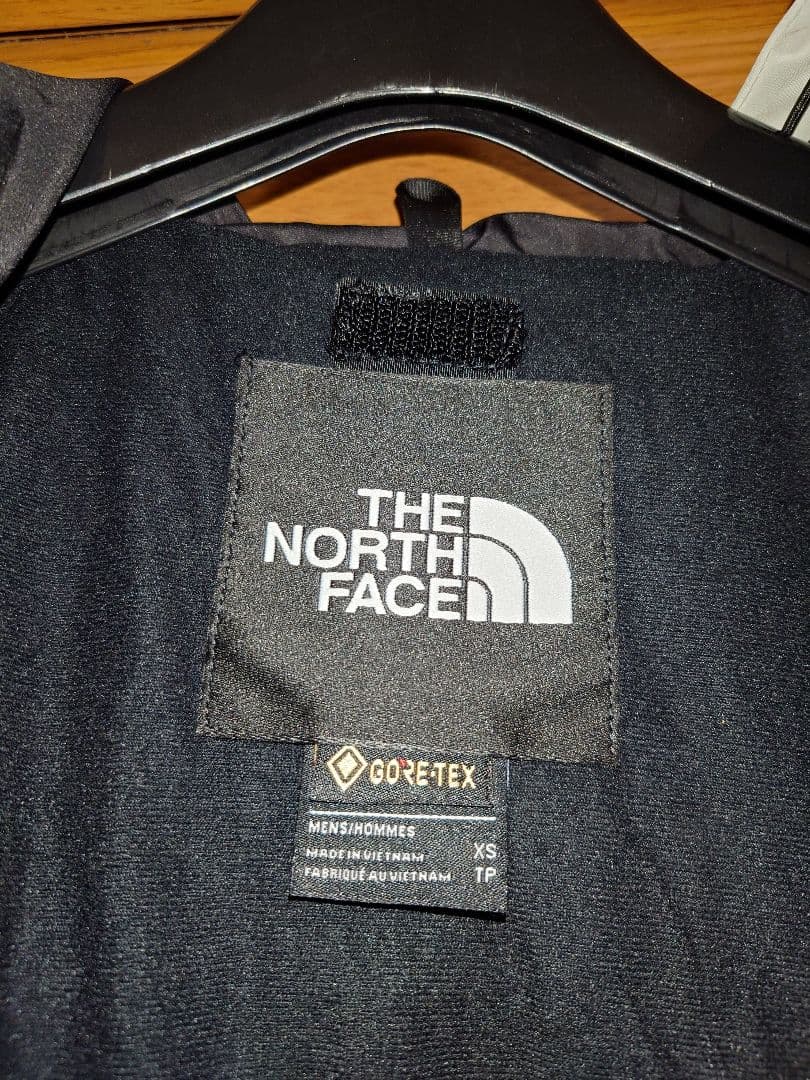 THE
NORTH
FACE
GORE-TEX
MENS/HOMMES
MADE IN VIETNAM XS
FABRIQUÉ AU VIETNAM TP